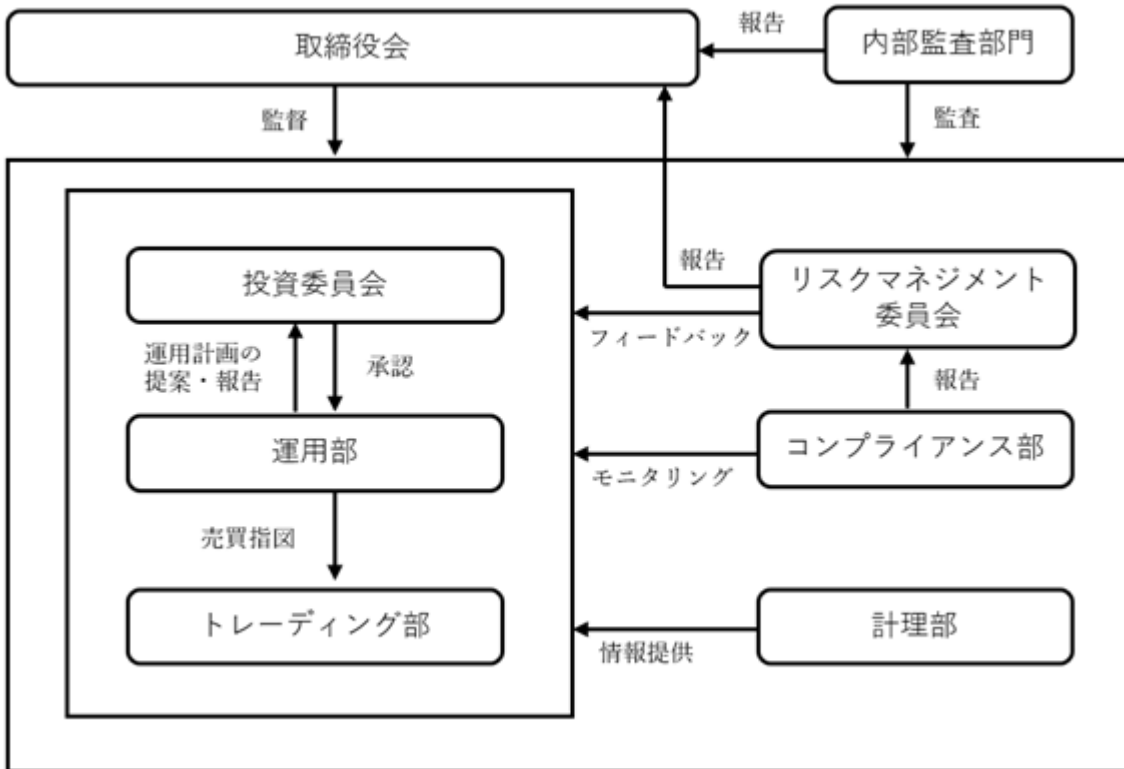 取締役会
報告
内部監査部門
監督
監査
投資委員会
報告
リスクマネジメント
委員会
フィードバック
運用計画の
提案・報告
承認
報告
運用部
コンプライアンス部
モニタリング
売買指図
トレーディング部
計理部
情報提供